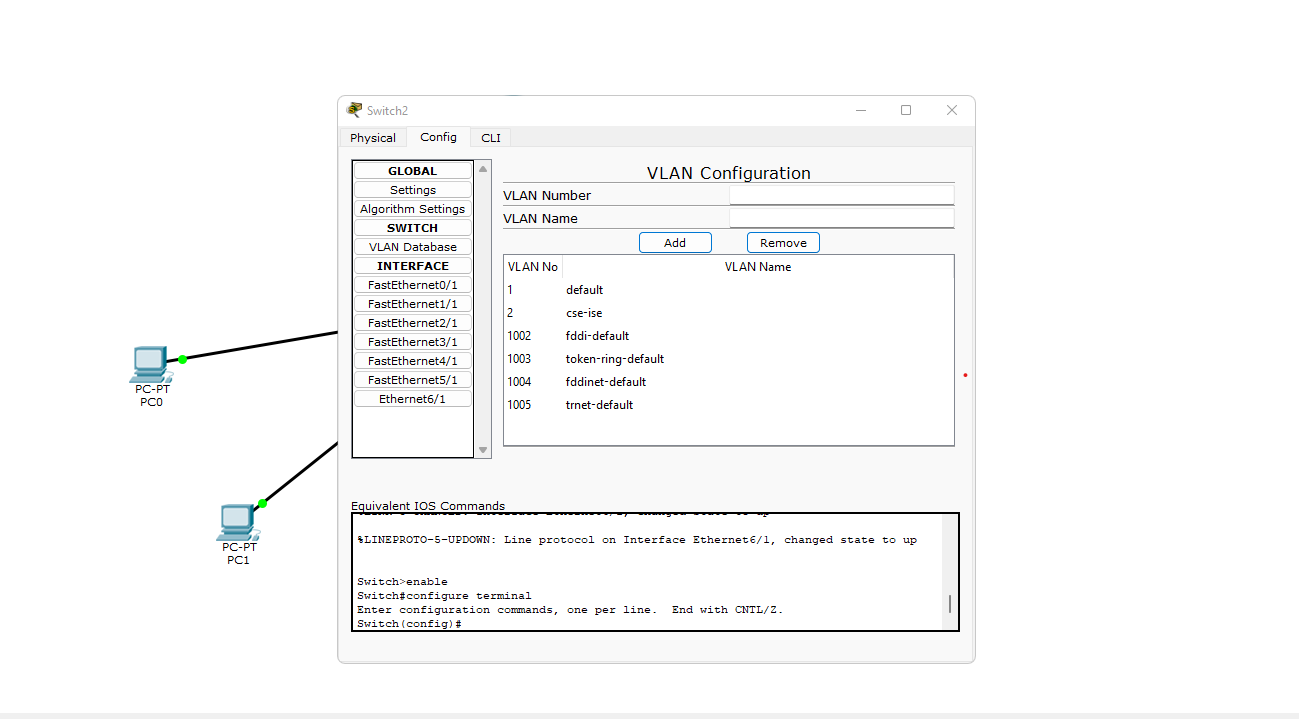 Switch2
Physical Config CLI
GLOBAL
Settings
Algorithm Settings
SWITCH
VLAN Database
INTERFACE
FastEthernet0/1
FastEthernet1/1
FastEthernet2/1
FastEthernet3/1
FastEthernet4/1
FastEthernet5/1
Ethernet6/1
VLAN Configuration
VLAN Number
VLAN Name
Add Remove
VLAN No VLAN Name
1 default
2 cse-ise
1002 fddi-default
1003 token-ring-default
1004 fddinet-default
1005 trnet-default
PC-PT
PC0
PC-PT
PC1
Equivalent IOS Commands
%LINEPROTO-5-UPDOWN: Line protocol on Interface Ethernet6/1, changed state to up
Switch>enable
Switch#configure terminal
Enter configuration commands, one per line.  End with CNTL/Z.
Switch(config)#